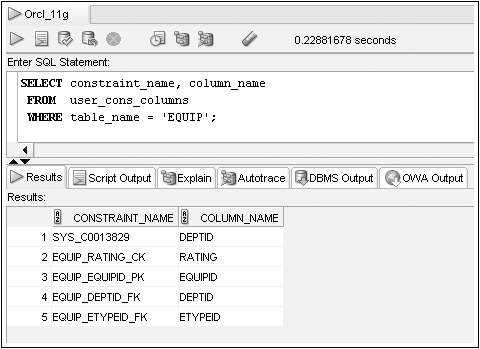 Orcl_11g
0.22881678 seconds
Enter SQL Statement:
SELECT constraint_name, column_name
FROM user_cons_columns
WHERE table_name = 'EQUIP';
Results Script Output Explain Autotrace DBMS Output OWA Output
Results:
CONSTRAINT_NAME COLUMN_NAME
1 SYS_C0013829 DEPTID
2 EQUIP_RATING_CK RATING
3 EQUIP_EQUIPID_PK EQUIPID
4 EQUIP_DEPTID_FK DEPTID
5 EQUIP_ETYPEID_FK ETYPEID